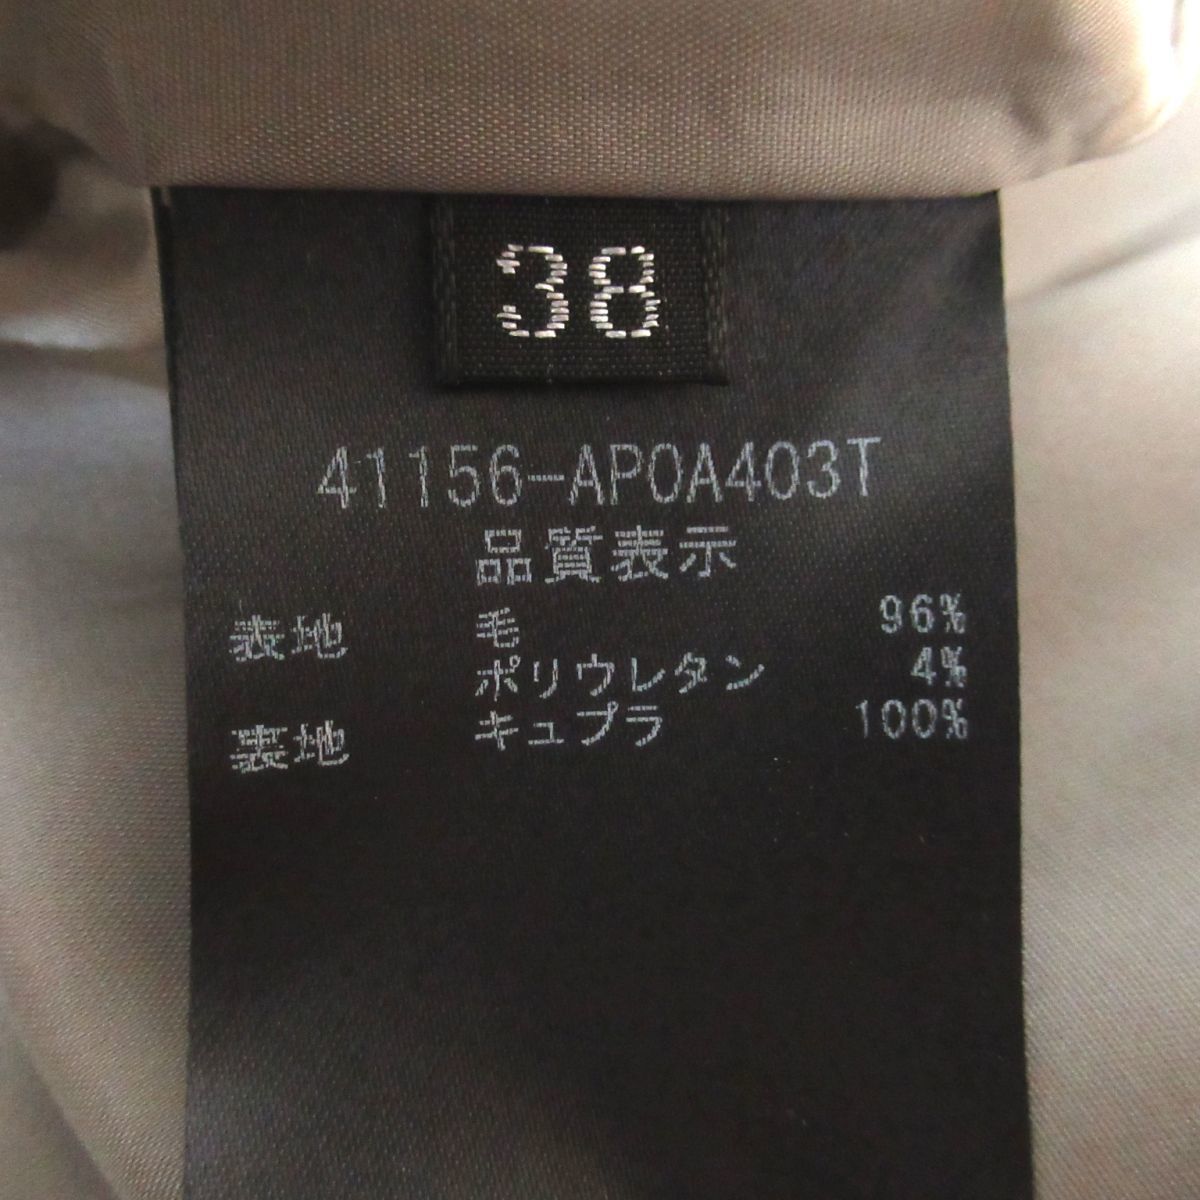 38
41156-AP0A403T
品質表示
表地 毛 96%
ポリウレタン 4%
裏地 キュプラ 100%